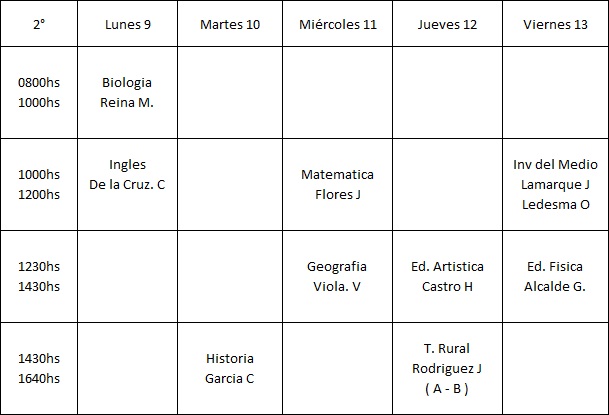 2° Lunes 9 Martes 10 Miércoles 11 Jueves 12 Viernes 13
0800hs
1000hs
Biologia
Reina M.
1000hs
1200hs
Ingles
De la Cruz. C
Matematica
Flores J
Inv del Medio
Lamarque J
Ledesma O
1230hs
1430hs
Geografia
Viola. V
Ed. Artistica
Castro H
Ed. Fisica
Alcalde G.
1430hs
1640hs
Historia
Garcia C
T. Rural
Rodriguez J
( A - B )